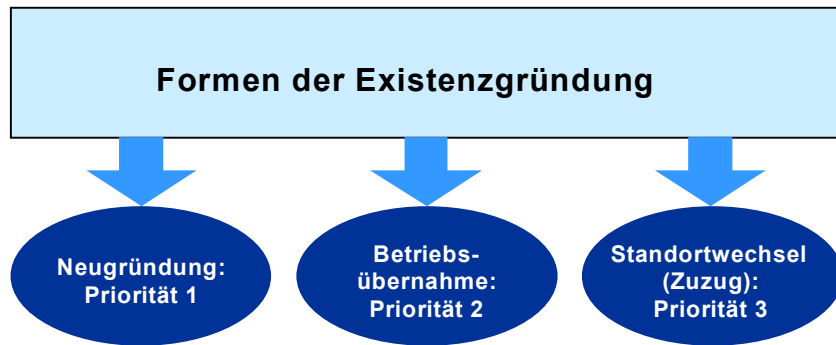 Formen der Existenzgründung
Neugründung:
Priorität 1
Betriebs-
übernahme:
Priorität 2
Standortwechsel
(Zuzug):
Priorität 3